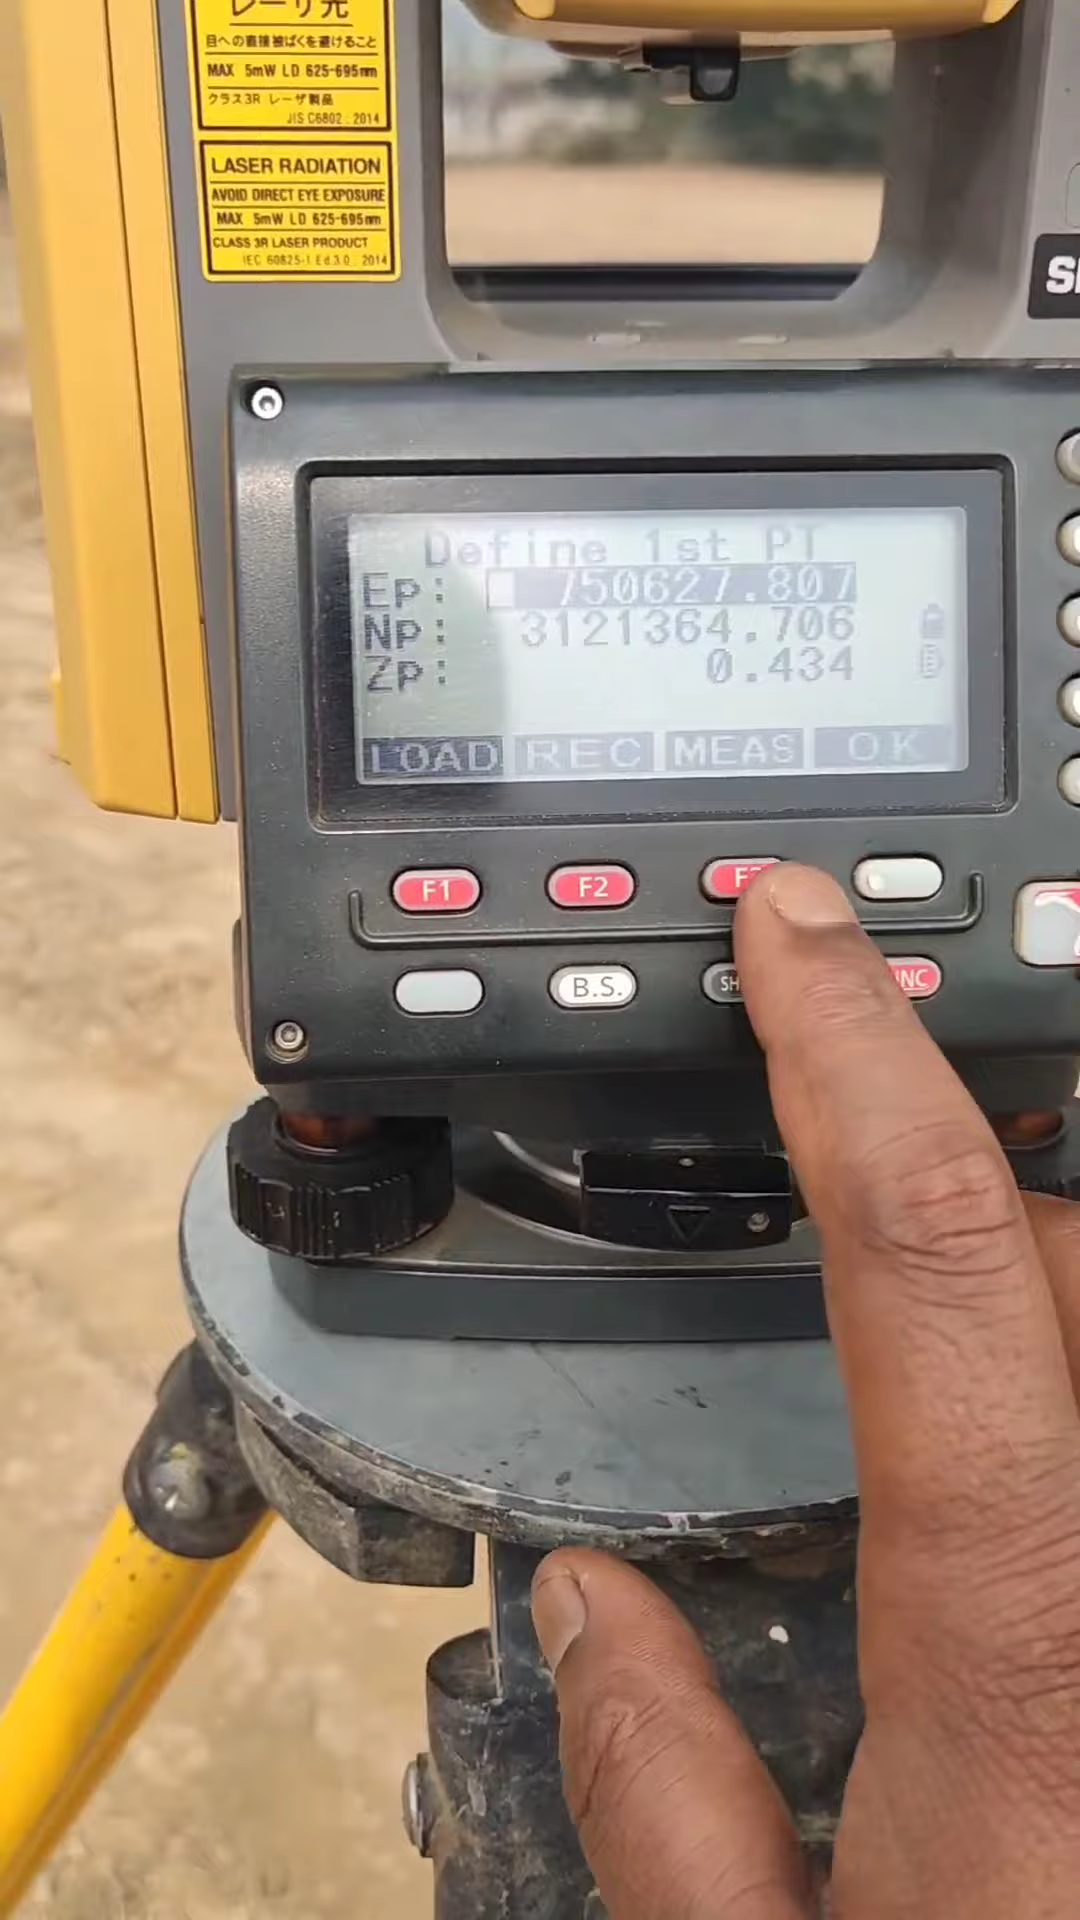 レーザ光
目への直接被ばくを避けること
MAX 5mW LD 625-695nm
クラス3R レーザ製品
JIS C6802 : 2014
LASER RADIATION
AVOID DIRECT EYE EXPOSURE
MAX 5mW LD 625-695nm
CLASS 3R LASER PRODUCT
IEC 60825-1 Ed.3.0 : 2014
Define 1st PT
Ep: 750627.807
Np: 3121364.706
Zp: 0.434
LOAD REC MEAS OK
F1 F2
B.S. SH